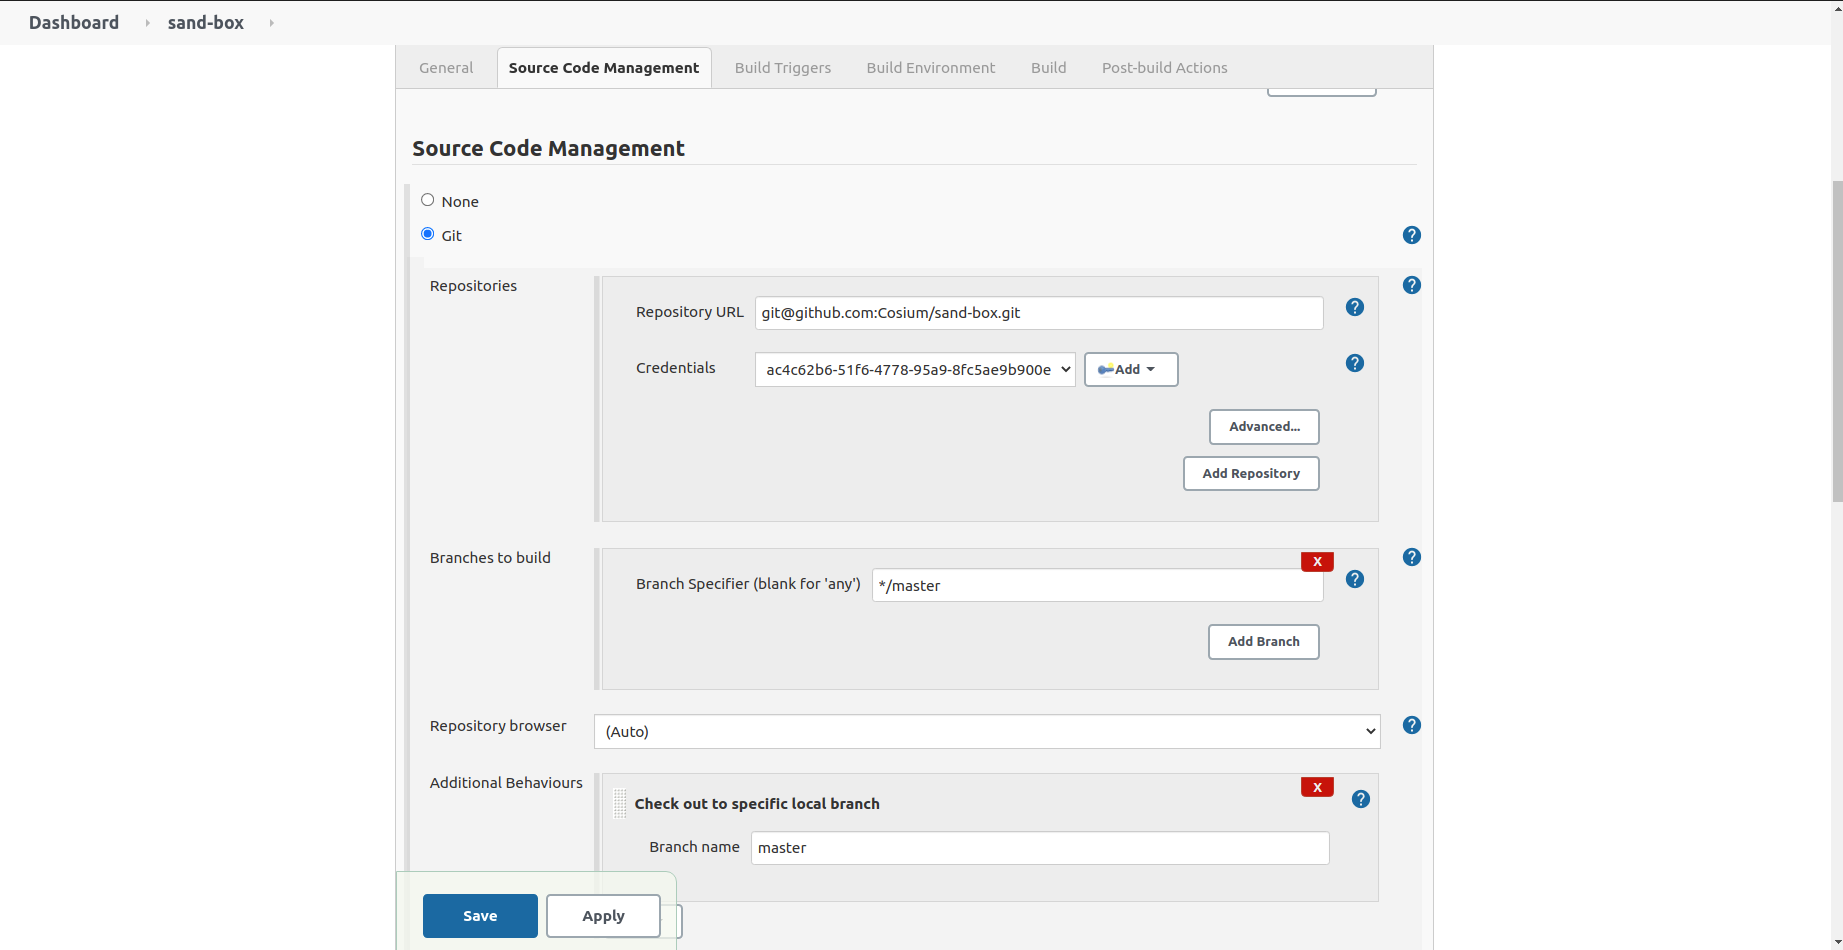 Dashboard sand-box
General Source Code Management Build Triggers Build Environment Build Post-build Actions
Source Code Management
None
Git
?
Repositories
?
Repository URL git@github.com:Cosium/sand-box.git ?
Credentials ac4c62b6-51f6-4778-95a9-8fc5ae9b900e Add ?
Advanced...
Add Repository
Branches to build X ?
Branch Specifier (blank for 'any') */master ?
Add Branch
Repository browser (Auto) ?
Additional Behaviours X
Check out to specific local branch ?
Branch name master
Save Apply